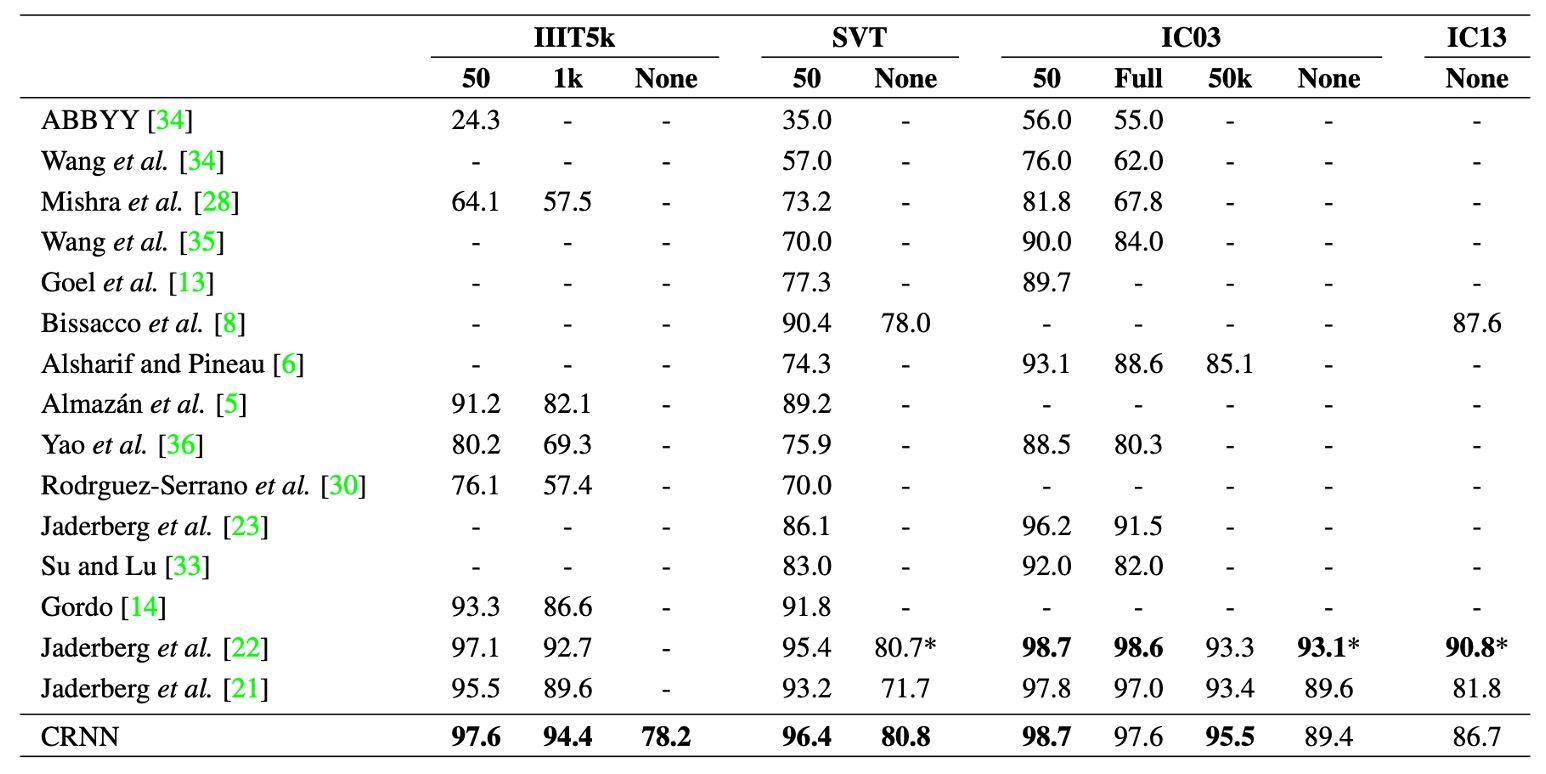 IIIT5k SVT IC03 IC13
50 1k None 50 None 50 Full 50k None None
ABBYY [34] 24.3 - - 35.0 - 56.0 55.0 - - -
Wang et al. [34] - - - 57.0 - 76.0 62.0 - - -
Mishra et al. [28] 64.1 57.5 - 73.2 - 81.8 67.8 - - -
Wang et al. [35] - - - 70.0 - 90.0 84.0 - - -
Goel et al. [13] - - - 77.3 - 89.7 - - - -
Bissacco et al. [8] - - - 90.4 78.0 - - - - 87.6
Alsharif and Pineau [6] - - - 74.3 - 93.1 88.6 85.1 - -
Almazán et al. [5] 91.2 82.1 - 89.2 - - - - - -
Yao et al. [36] 80.2 69.3 - 75.9 - 88.5 80.3 - - -
Rodrguez-Serrano et al. [30] 76.1 57.4 - 70.0 - - - - - -
Jaderberg et al. [23] - - - 86.1 - 96.2 91.5 - - -
Su and Lu [33] - - - 83.0 - 92.0 82.0 - - -
Gordo [14] 93.3 86.6 - 91.8 - - - - - -
Jaderberg et al. [22] 97.1 92.7 - 95.4 80.7* 98.7 98.6 93.3 93.1* 90.8*
Jaderberg et al. [21] 95.5 89.6 - 93.2 71.7 97.8 97.0 93.4 89.6 81.8
CRNN 97.6 94.4 78.2 96.4 80.8 98.7 97.6 95.5 89.4 86.7